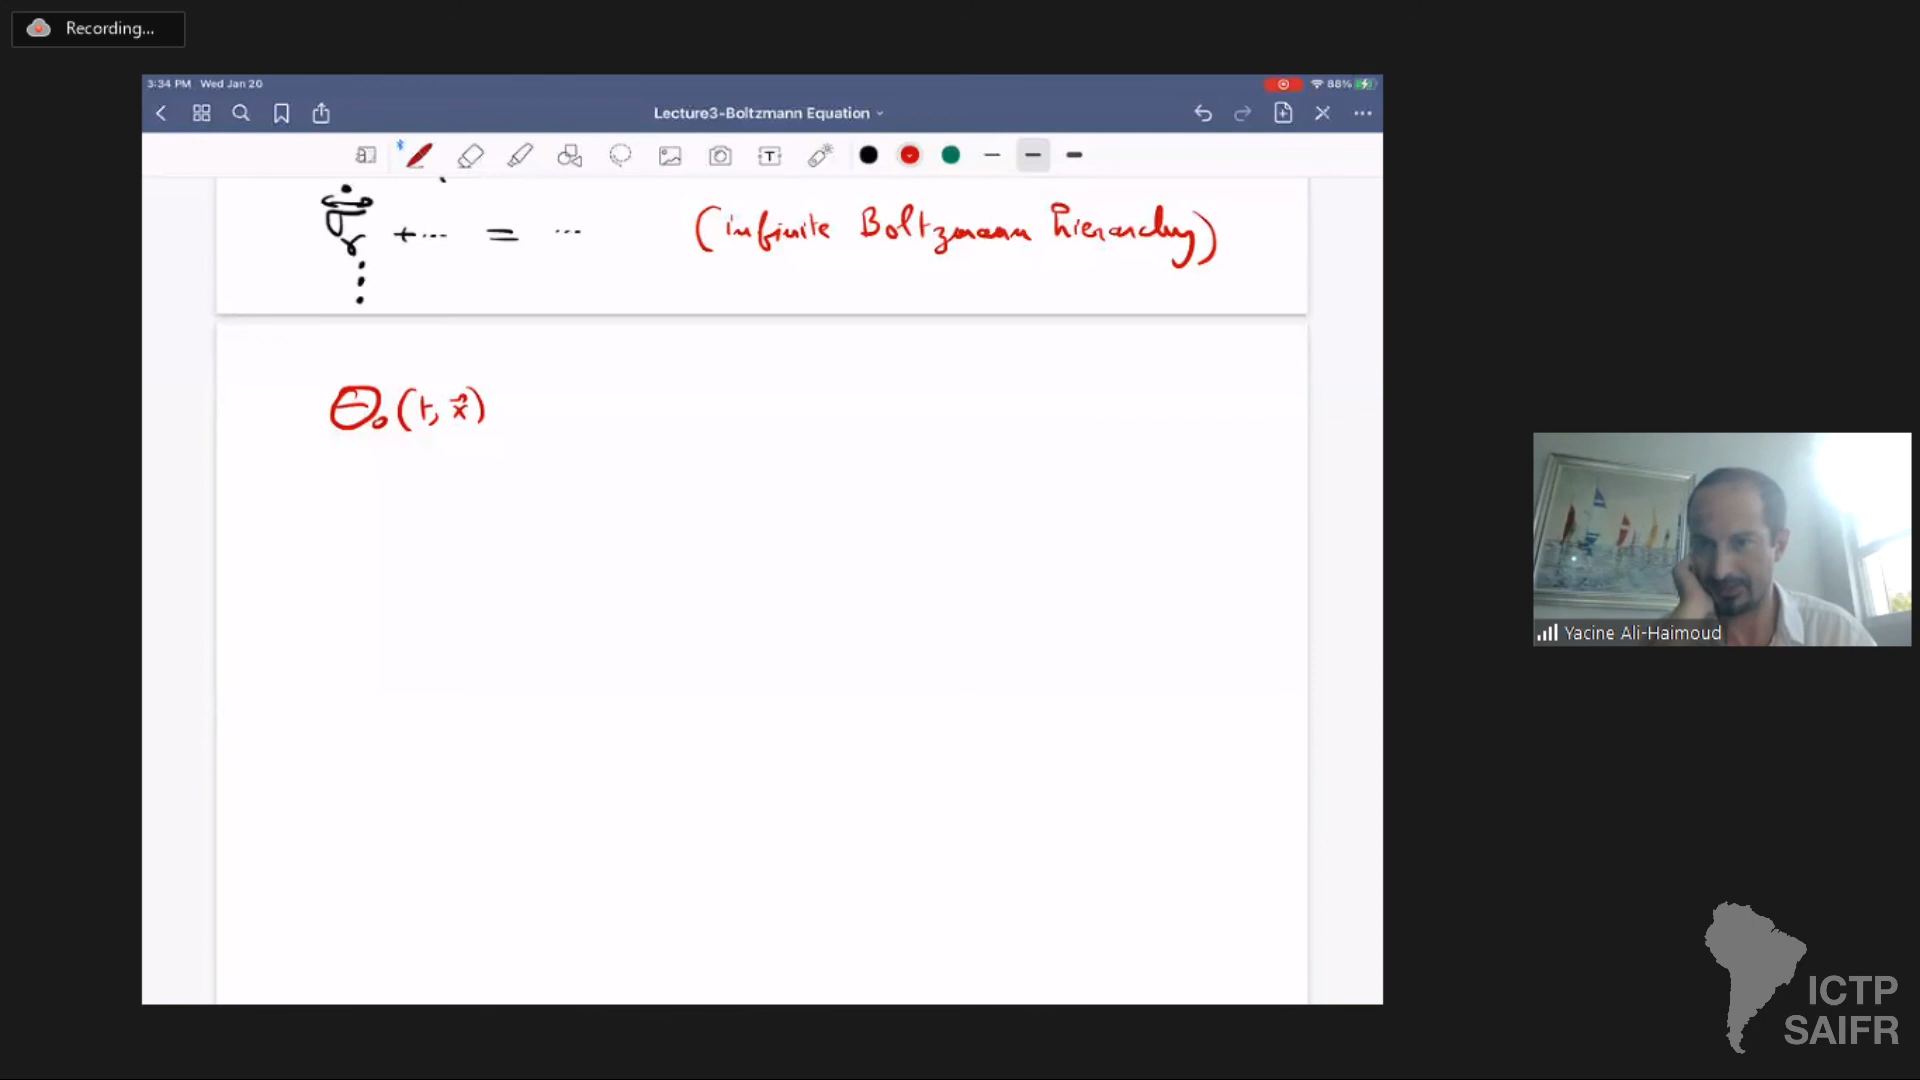 Recording...
3:34 PM Wed Jan 20
88%
Lecture3-Boltzmann Equation
T
σ̇_γ + ... = ... (infinite Boltzmann hierarchy)
Θ₀(t, x⃗)
Yacine Ali-Haimoud
ICTP
SAIFR